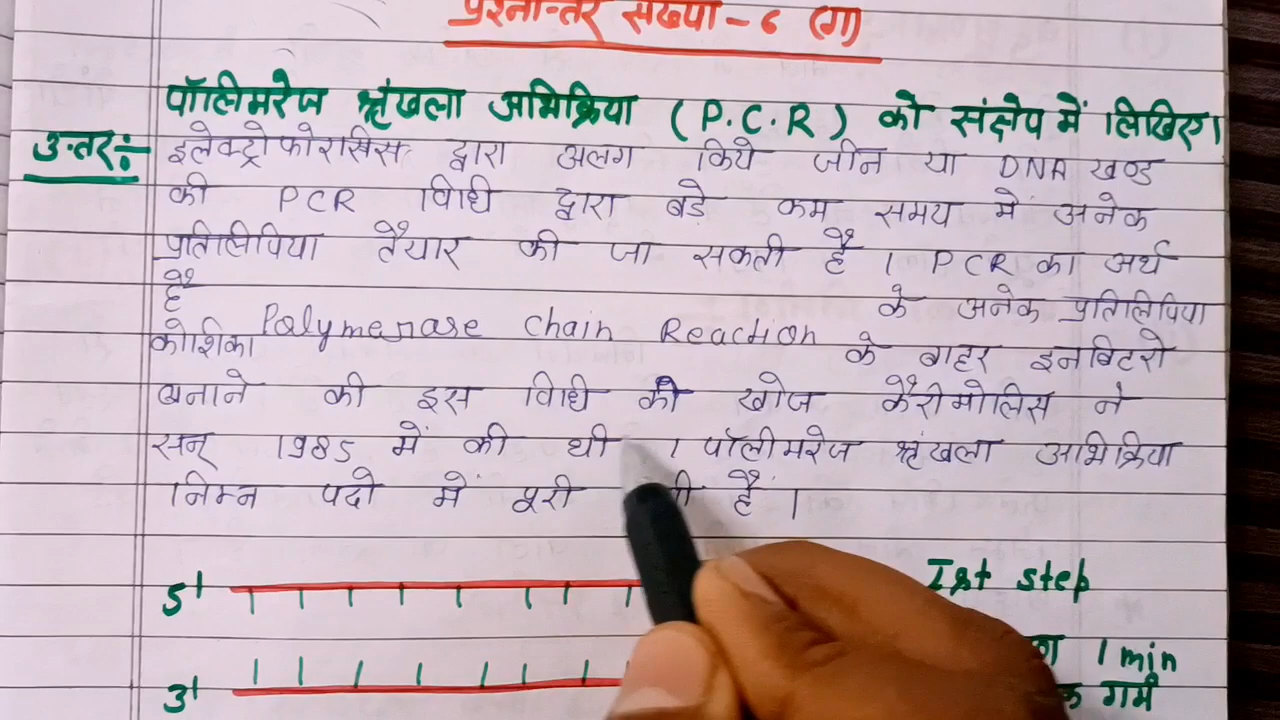 प्रश्नोत्तर संख्या - 6 (ग)
पॉलिमरेज श्रृंखला अभिक्रिया (P.C.R) को संक्षेप में लिखिए।
उत्तर:-
इलेक्ट्रोफोरेसिस द्वारा अलग किये जीन या DNA खण्ड
की PCR विधि द्वारा बड़े कम समय में अनेक
प्रतिलिपिया तैयार की जा सकती है । PCR का अर्थ
है Polymerase Chain Reaction के अनेक प्रतिलिपिया
कोशिका के बाहर इनविटरो
बनाने की इस विधि की खोज कैरीमोलिस ने
सन् 1985 में की थी । पॉलीमरेज श्रृंखला अभिक्रिया
निम्न पदो में पूरी है ।
5'
Ist step
1 min
3'
गर्म